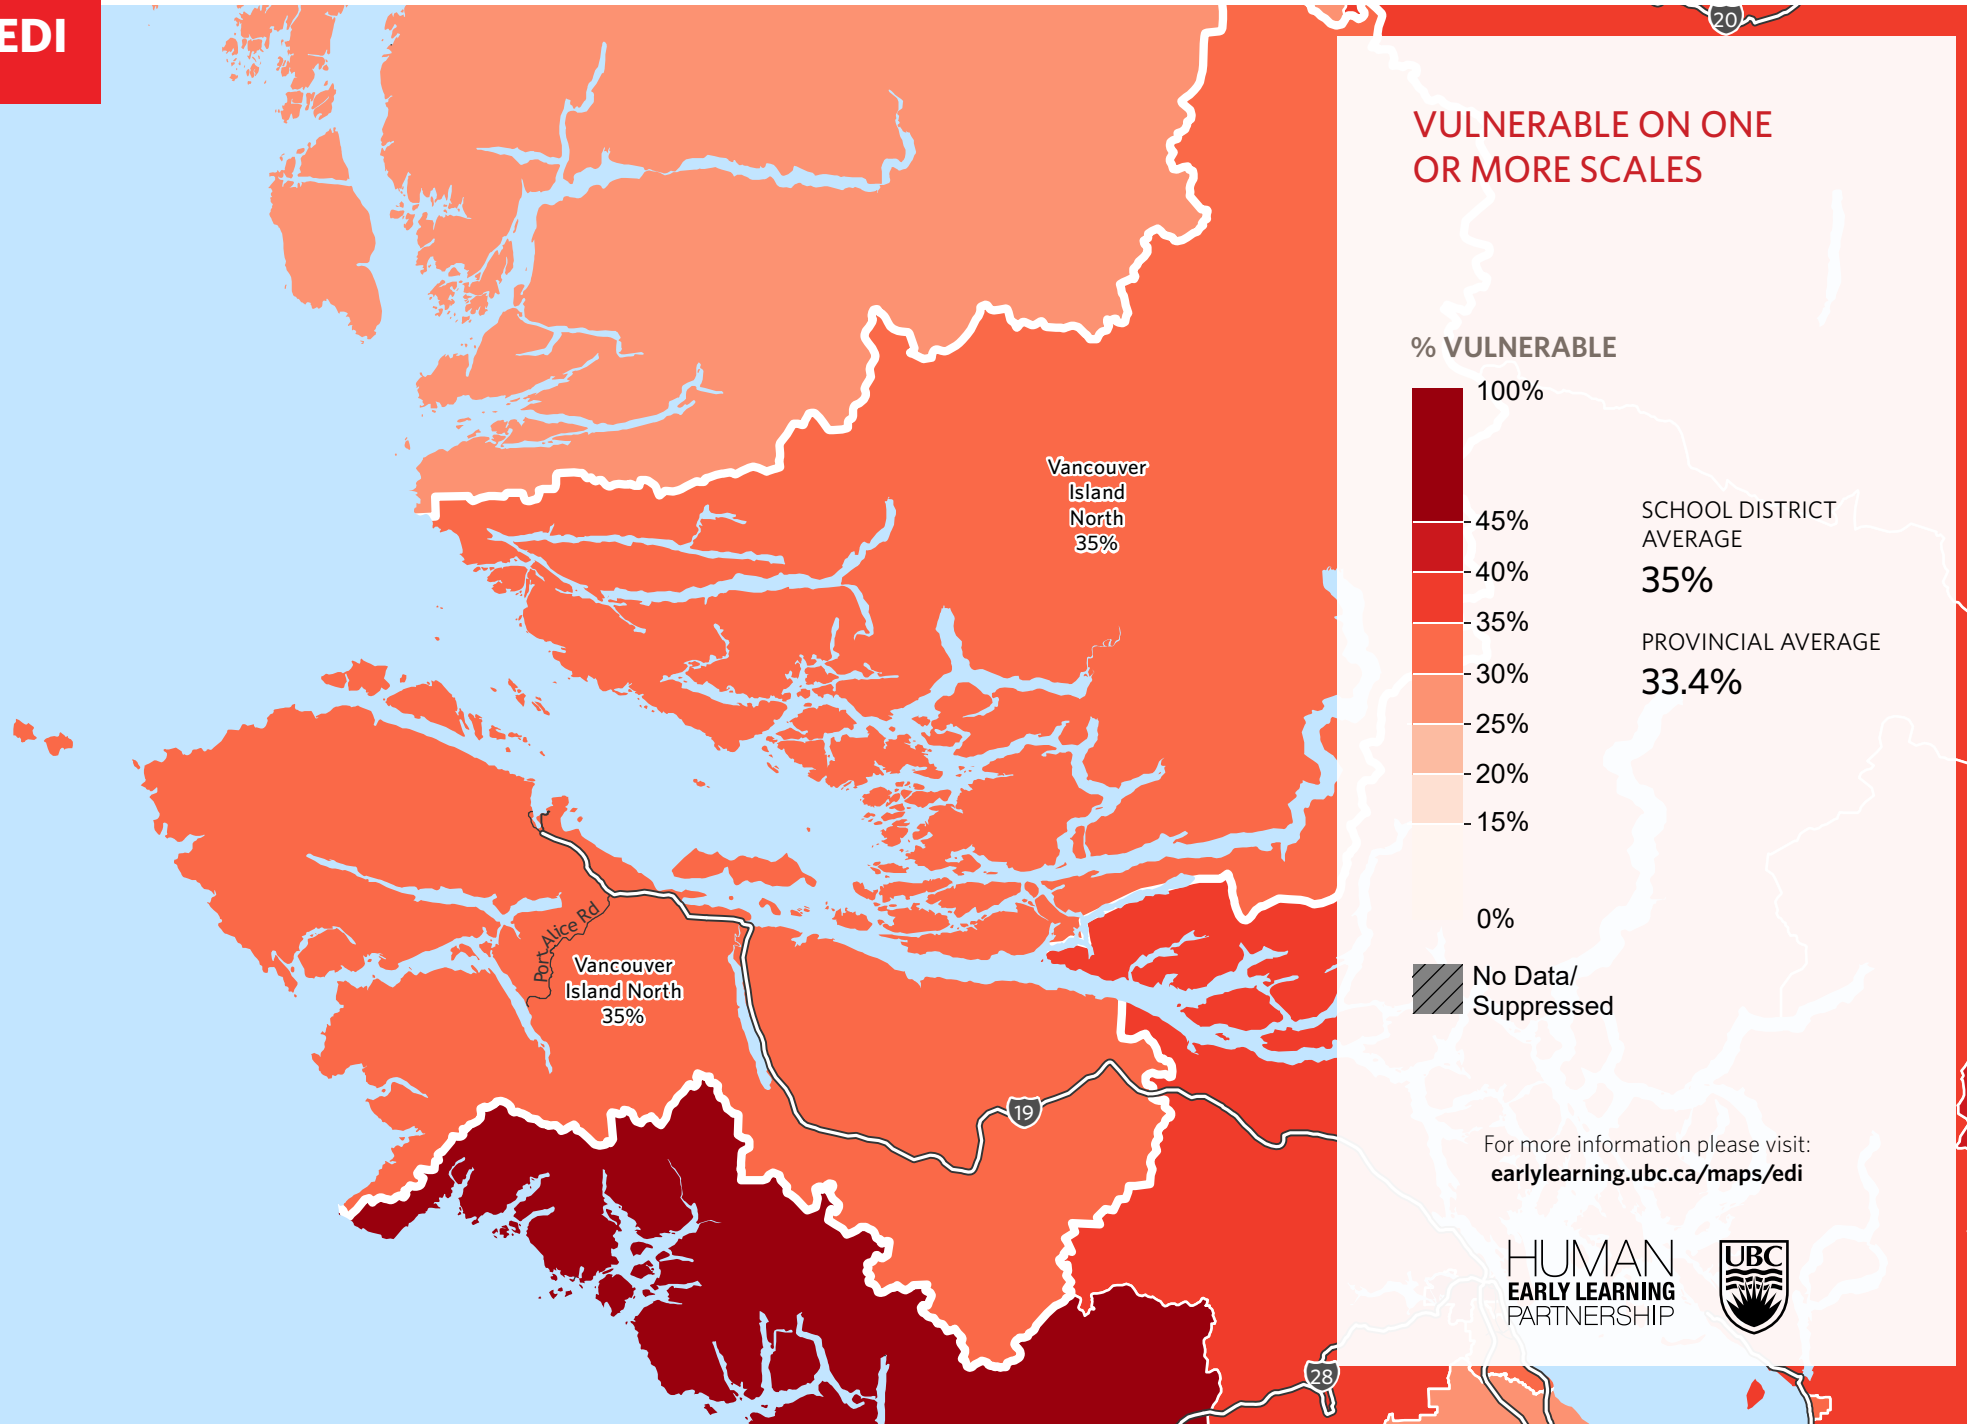 EDI
20
VULNERABLE ON ONE
OR MORE SCALES
% VULNERABLE
100%
45%
40%
35%
30%
25%
20%
15%
0%
No Data/
Suppressed
SCHOOL DISTRICT
AVERAGE
35%
PROVINCIAL AVERAGE
33.4%
Vancouver
Island
North
35%
Port Alice Rd
Vancouver
Island North
35%
19
28
For more information please visit:
earlylearning.ubc.ca/maps/edi
HUMAN
EARLY LEARNING
PARTNERSHIP
UBC